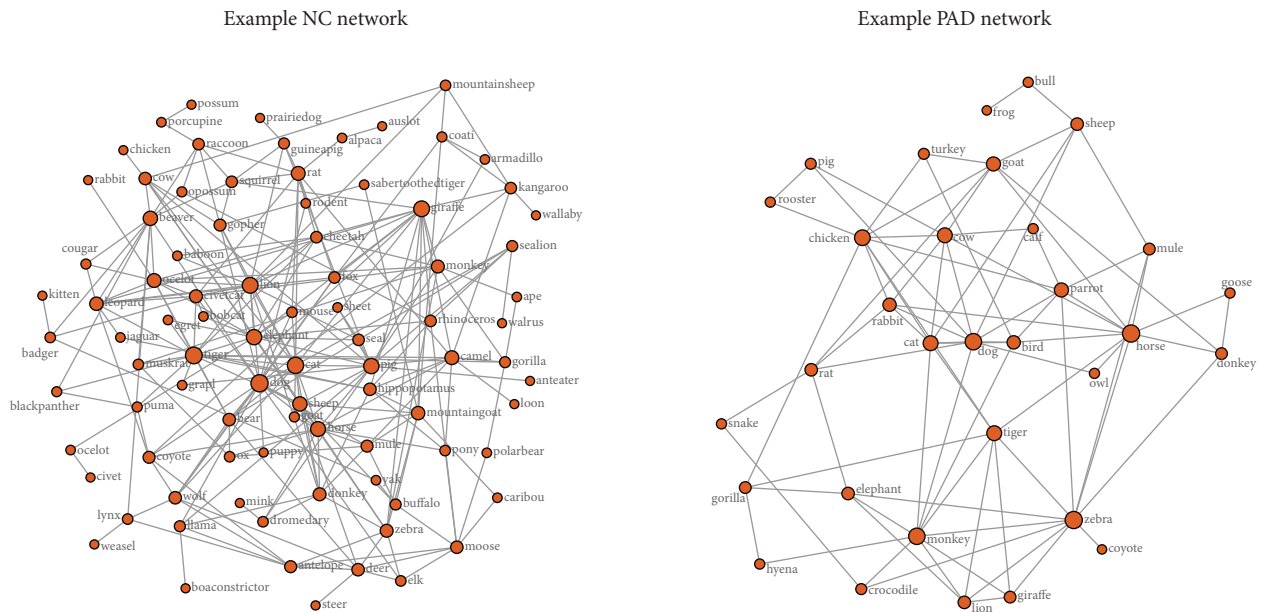 Example NC network
Example PAD network
mountainsheep
possum
porcupine
prairiedog
auslot
alpaca
coati
chicken
raccoon
guineapig
armadillo
rabbit
cow
squirrel
rat
sabertoothedtiger
kangaroo
opossum
rodent
giraffe
wallaby
beaver
gopher
cheetah
sealion
cougar
baboon
monkey
ocelot
lion
fox
kitten
leopard
civetcat
ape
bobcat
mouse
sheet
egret
rhinoceros
walrus
badger
jaguar
elephant
seal
tiger
camel
muskrat
cat
pig
gorilla
grapl
dog
hippopotamus
anteater
blackpanther
puma
sheep
loon
bear
goat
mountaingoat
horse
ocelot
coyote
ox
puppy
mule
pony
polarbear
civet
yak
wolf
mink
donkey
buffalo
caribou
lynx
llama
dromedary
zebra
weasel
moose
antelope
deer
elk
boaconstrictor
steer
bull
frog
sheep
turkey
pig
goat
rooster
chicken
cow
calf
mule
parrot
goose
rabbit
cat
dog
bird
horse
donkey
rat
owl
snake
tiger
gorilla
elephant
zebra
monkey
coyote
hyena
crocodile
giraffe
lion